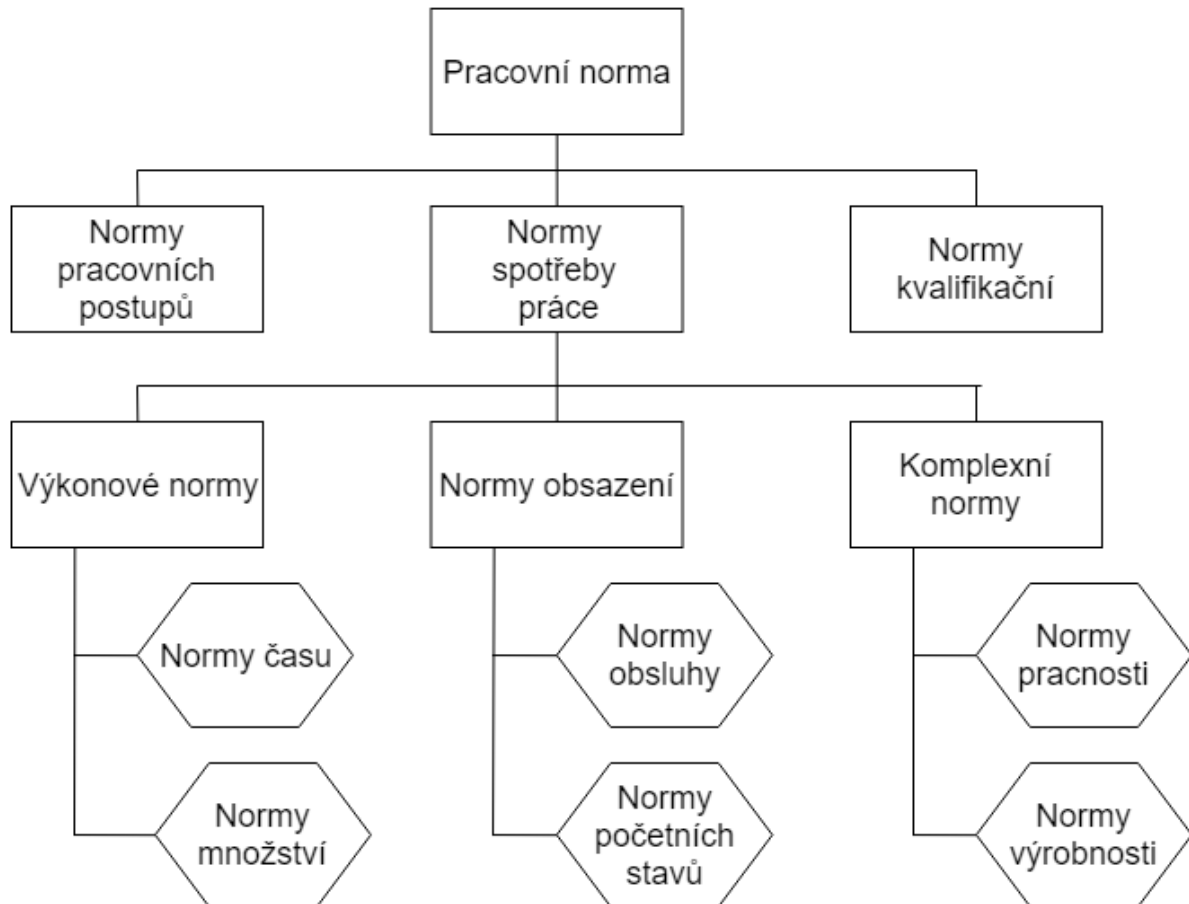 Pracovní norma
Normy
pracovních
postupů
Normy
spotřeby
práce
Normy
kvalifikační
Výkonové normy
Normy obsazení
Komplexní
normy
Normy času
Normy
obsluhy
Normy
pracnosti
Normy
množství
Normy
početních
stavů
Normy
výrobnosti